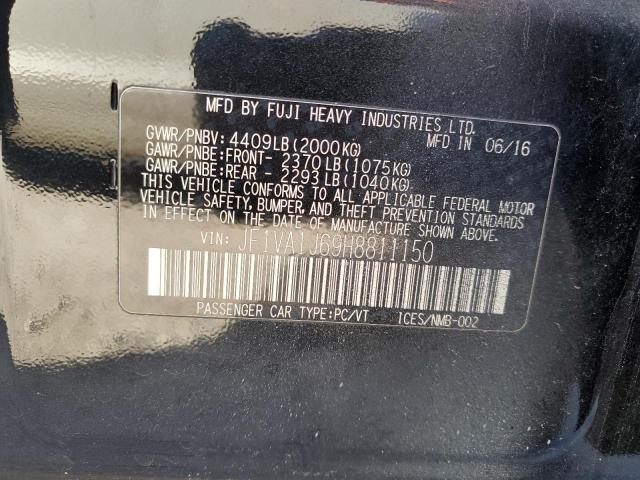 MFD BY FUJI HEAVY INDUSTRIES LTD.
GVWR/PNBV: 4409LB(2000KG) MFD IN 06/16
GAWR/PNBE:FRONT- 2370LB(1075KG)
GAWR/PNBE:REAR - 2293LB(1040KG)
THIS VEHICLE CONFORMS TO ALL APPLICABLE FEDERAL MOTOR
VEHICLE SAFETY, BUMPER, AND THEFT PREVENTION STANDARDS
IN EFFECT ON THE DATE OF MANUFACTURE SHOWN ABOVE.
VIN: JF1VA1J69H8811150
PASSENGER CAR TYPE:PC/VT ICES/NMB-002